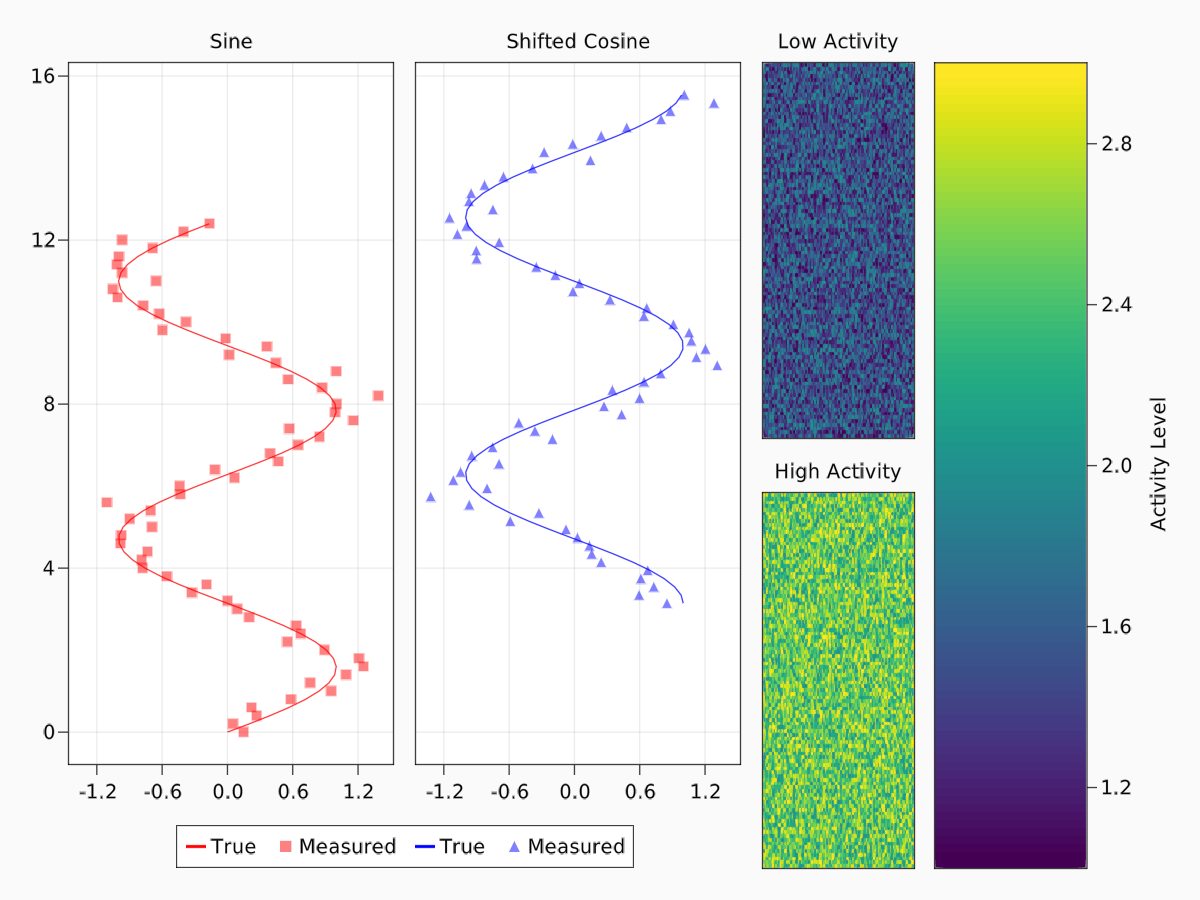 Sine
Shifted Cosine
Low Activity
16
12
8
4
0
-1.2 -0.6 0.0 0.6 1.2
-1.2 -0.6 0.0 0.6 1.2
High Activity
2.8
2.4
2.0
1.6
1.2
Activity Level
True Measured True Measured